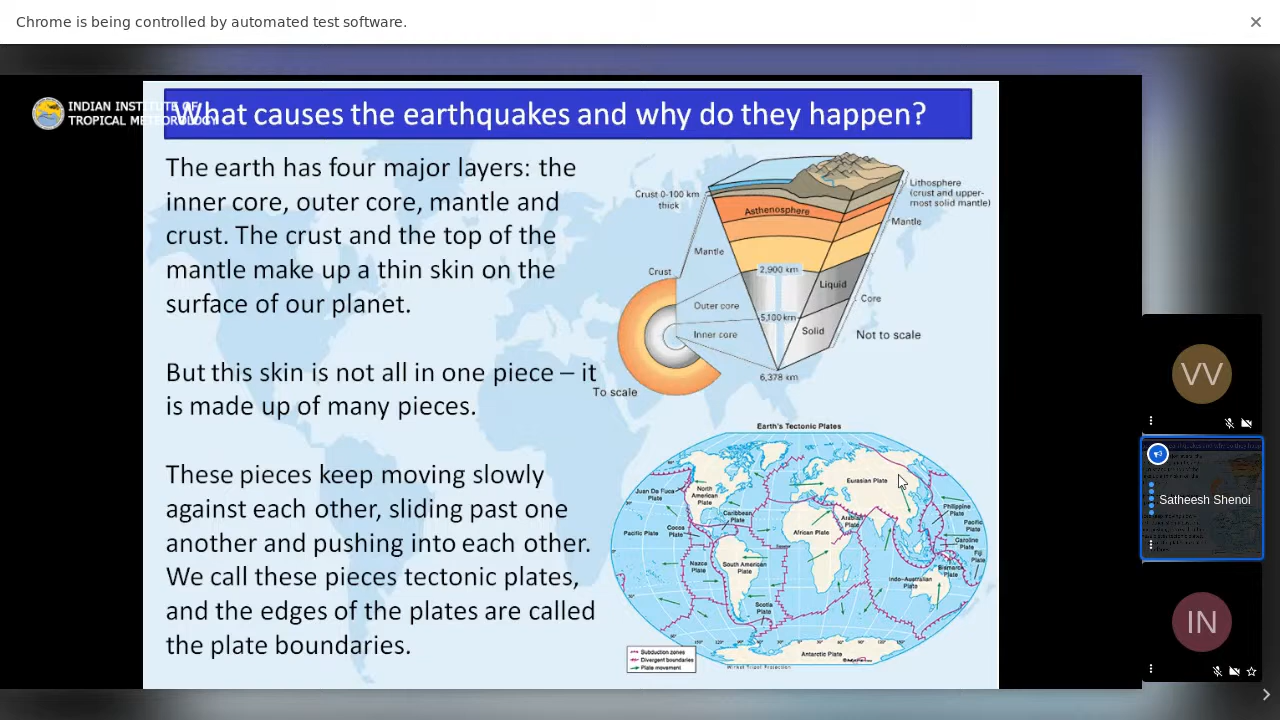 Chrome is being controlled by automated test software.
INDIAN INSTITUTE OF
TROPICAL METEOROLOGY
What causes the earthquakes and why do they happen?
The earth has four major layers: the
inner core, outer core, mantle and
crust. The crust and the top of the
mantle make up a thin skin on the
surface of our planet.
But this skin is not all in one piece – it
is made up of many pieces.
These pieces keep moving slowly
against each other, sliding past one
another and pushing into each other.
We call these pieces tectonic plates,
and the edges of the plates are called
the plate boundaries.
Crust 0-100 km
thick
Asthenosphere
Lithosphere
(crust and upper-
most solid mantle)
Mantle
Mantle
Crust
2,900 km
Liquid
Core
Outer core
5,100 km
Inner core
Solid
Not to scale
6,378 km
To scale
Earth's Tectonic Plates
Juan De Fuca
Plate
North
American
Plate
Eurasian Plate
Caribbean
Plate
Cocos
Plate
Arabian
Plate
Philippine
Plate
Pacific Plate
African Plate
Pacific
Plate
Caroline
Plate
Fiji
Plate
Nazca
Plate
South American
Plate
Bismarck
Plate
Indo-Australian
Plate
Scotia
Plate
Antarctic Plate
Subduction zones
Divergent boundaries
Plate movement
Winkel Tripel Projection
VV
Satheesh Shenoi
IN